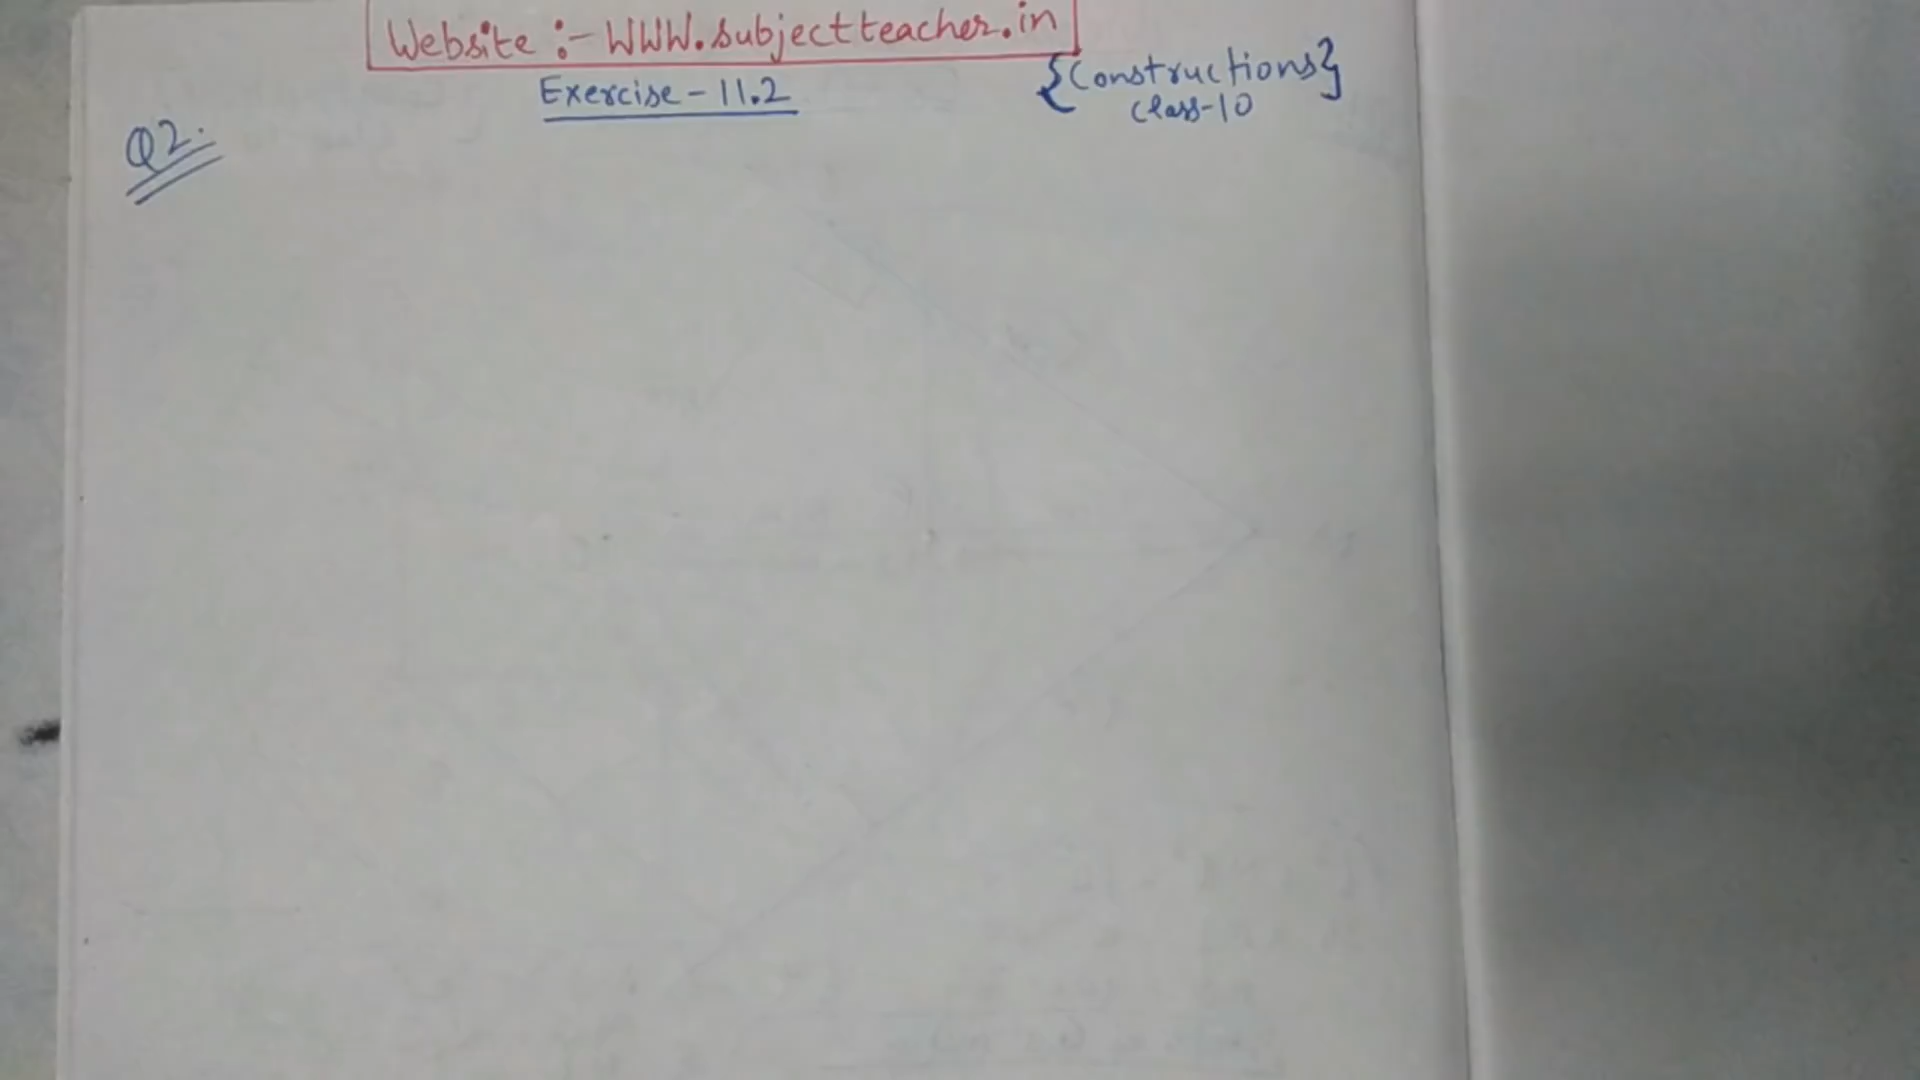 Website :- WWW.subjectteacher.in
Exercise - 11.2
{Constructions}
Class-10
Q2.